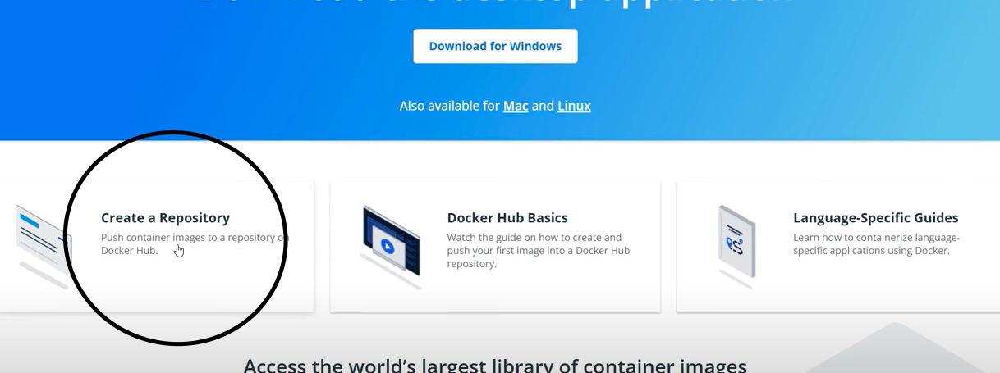 Download for Windows
Also available for Mac and Linux
Create a Repository
Push container images to a repository on
Docker Hub.
Docker Hub Basics
Watch the guide on how to create and
push your first image into a Docker Hub
repository.
Language-Specific Guides
Learn how to containerize language-
specific applications using Docker.
Access the world's largest library of container images